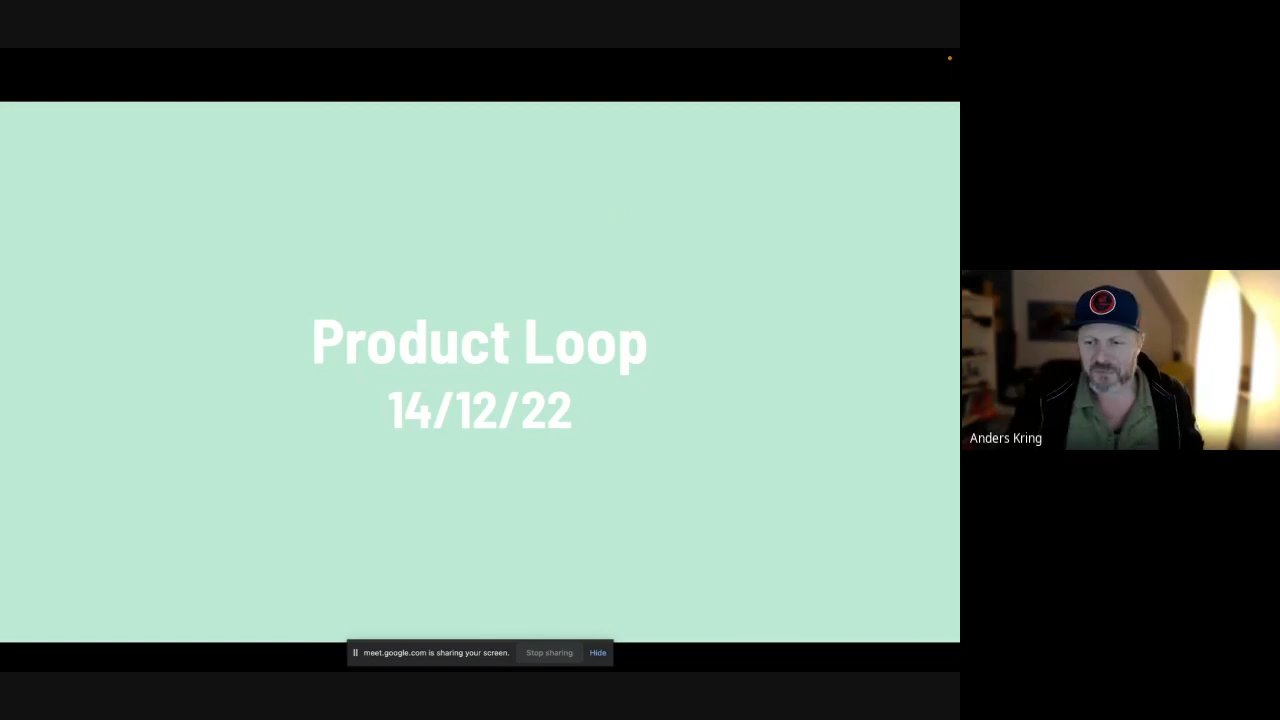 Product Loop
14/12/22
Anders Kring
meet.google.com is sharing your screen. Stop sharing Hide